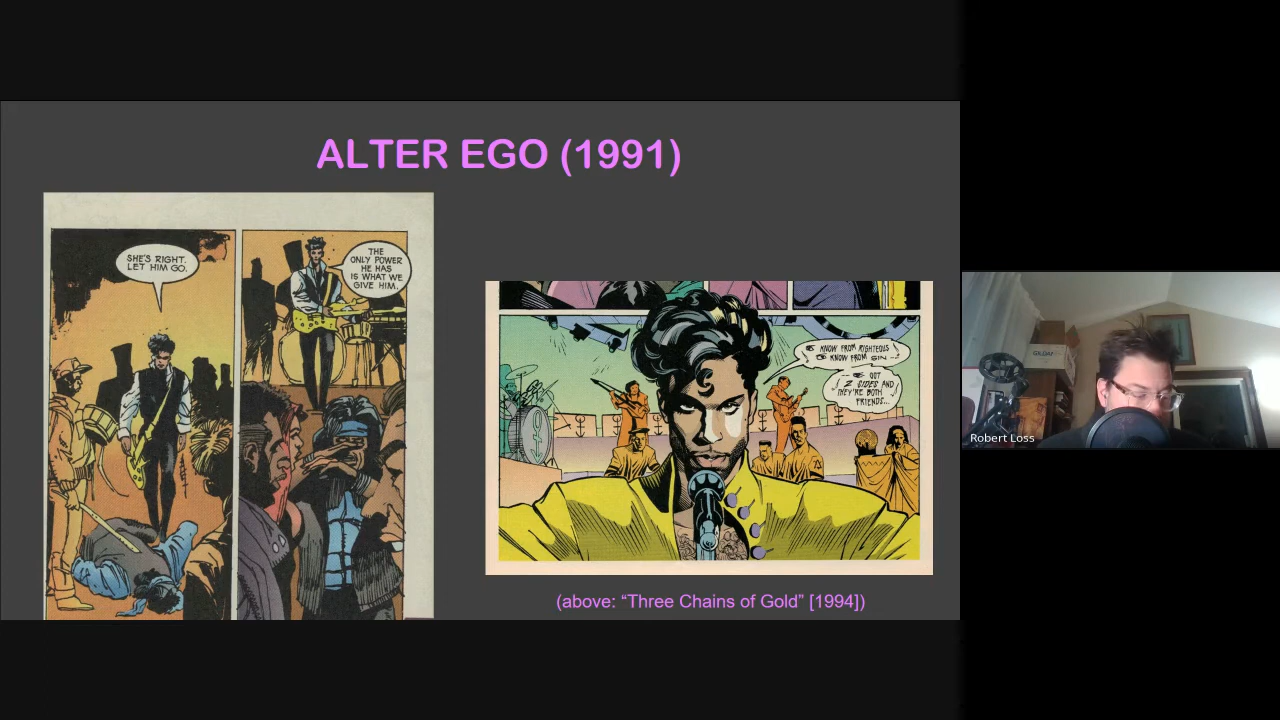 ALTER EGO (1991)
SHE'S RIGHT.
LET HIM GO.
THE
ONLY POWER
HE HAS
IS WHAT WE
GIVE HIM.
KNOW FROM RIGHTEOUS
KNOW FROM SIN
GOT
2 SIDES AND
THEY'RE BOTH
FRIENDS...
(above: “Three Chains of Gold” [1994])
Robert Loss